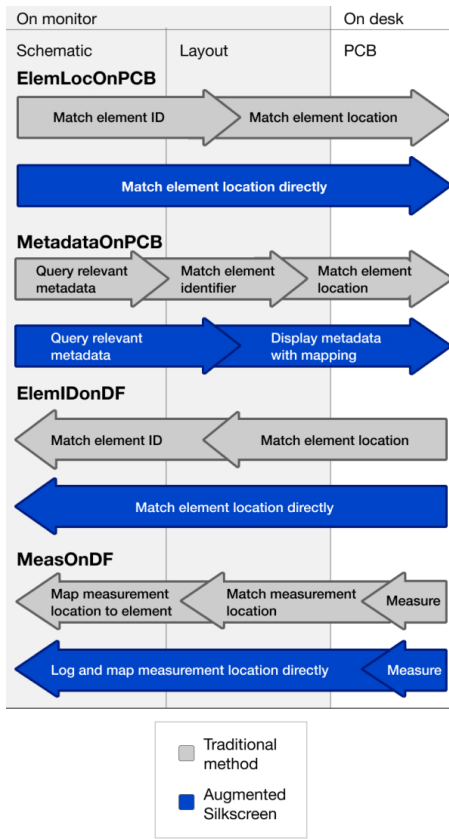 On monitor
On desk
Schematic
Layout
PCB
ElemLocOnPCB
Match element ID
Match element location
Match element location directly
MetadataOnPCB
Query relevant
metadata
Match element
identifier
Match element
location
Query relevant
metadata
Display metadata
with mapping
ElemIDonDF
Match element ID
Match element location
Match element location directly
MeasOnDF
Map measurement
location to element
Match measurement
location
Measure
Log and map measurement location directly
Measure
Traditional
method
Augmented
Silkscreen